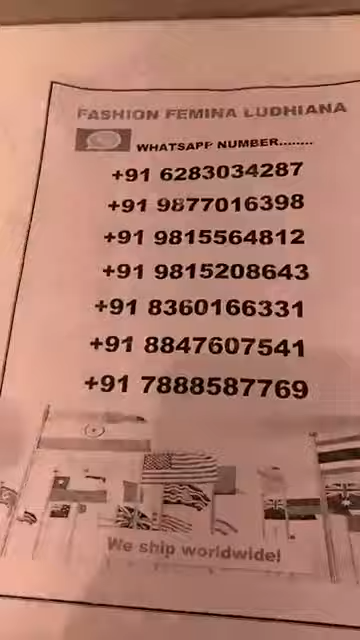 FASHION FEMINA LUDHIANA
WHATSAPP NUMBER........
+91 6283034287
+91 9877016398
+91 9815564812
+91 9815208643
+91 8360166331
+91 8847607541
+91 7888587769
We ship worldwide!